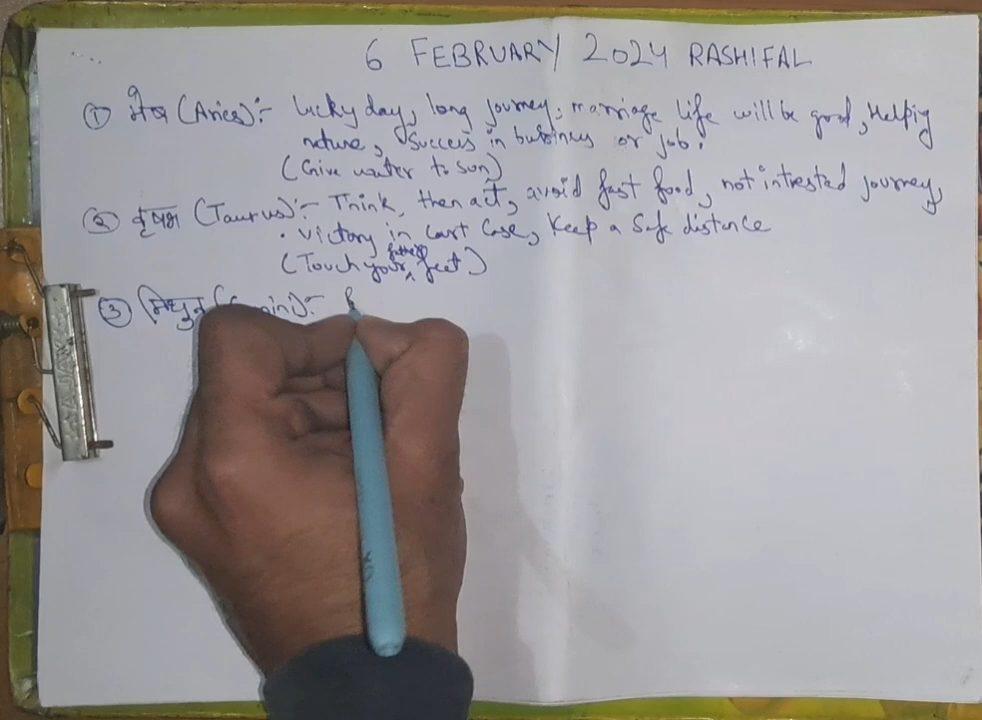 6 FEBRUARY 2024 RASHIFAL
① मेष (Aries):- lucky day, long journey, marriage life will be good, Helping
nature, Success in bussiness or job.
(Give water to sun)
② वृषभ (Taurus):- Think, then act, avoid fast food, not intrested journey,
. victory in court case, Keep a safe distance
(Touch your father feet)
③ मिथुन